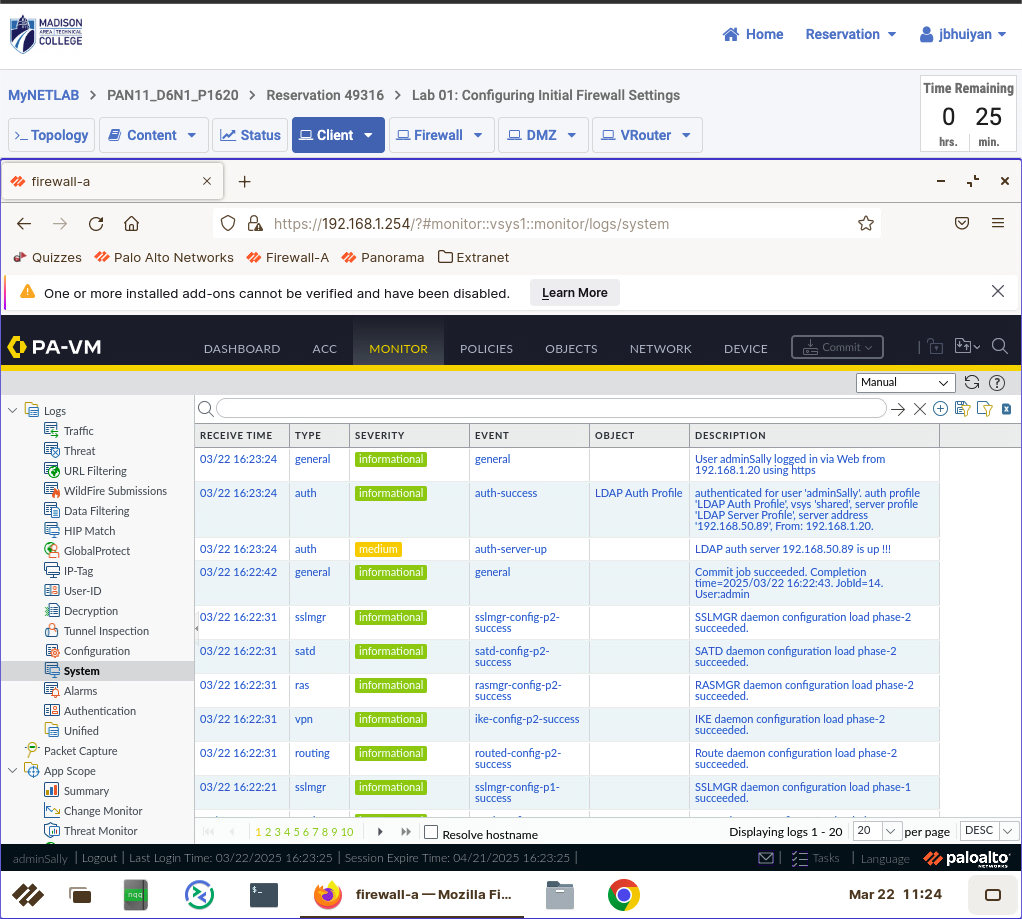 MADISON
AREA | TECHNICAL
COLLEGE
Home Reservation jbhuiyan
MyNETLAB > PAN11_D6N1_P1620 > Reservation 49316 > Lab 01: Configuring Initial Firewall Settings
Time Remaining
0 25
hrs. min.
>_ Topology Content Status Client Firewall DMZ VRouter
firewall-a
https://192.168.1.254/?#monitor::vsys1::monitor/logs/system
Quizzes Palo Alto Networks Firewall-A Panorama Extranet
One or more installed add-ons cannot be verified and have been disabled. Learn More
PA-VM DASHBOARD ACC MONITOR POLICIES OBJECTS NETWORK DEVICE Commit
Manual
Logs
Traffic
Threat
URL Filtering
WildFire Submissions
Data Filtering
HIP Match
GlobalProtect
IP-Tag
User-ID
Decryption
Tunnel Inspection
Configuration
System
Alarms
Authentication
Unified
Packet Capture
App Scope
Summary
Change Monitor
Threat Monitor
RECEIVE TIME TYPE SEVERITY EVENT OBJECT DESCRIPTION
03/22 16:23:24 general informational general User adminSally logged in via Web from
192.168.1.20 using https
03/22 16:23:24 auth informational auth-success LDAP Auth Profile authenticated for user 'adminSally'. auth profile
'LDAP Auth Profile', vsys 'shared', server profile
'LDAP Server Profile', server address
'192.168.50.89', From: 192.168.1.20.
03/22 16:23:24 auth medium auth-server-up LDAP auth server 192.168.50.89 is up !!!
03/22 16:22:42 general informational general Commit job succeeded. Completion
time=2025/03/22 16:22:43. JobId=14.
User:admin
03/22 16:22:31 sslmgr informational sslmgr-config-p2- SSLMGR daemon configuration load phase-2
success succeeded.
03/22 16:22:31 satd informational satd-config-p2- SATD daemon configuration load phase-2
success succeeded.
03/22 16:22:31 ras informational rasmgr-config-p2- RASMGR daemon configuration load phase-2
success succeeded.
03/22 16:22:31 vpn informational ike-config-p2-success IKE daemon configuration load phase-2
succeeded.
03/22 16:22:31 routing informational routed-config-p2- Route daemon configuration load phase-2
success succeeded.
03/22 16:22:21 sslmgr informational sslmgr-config-p1- SSLMGR daemon configuration load phase-1
success succeeded.
1 2 3 4 5 6 7 8 9 10 Resolve hostname Displaying logs 1 - 20 20 per page DESC
adminSally | Logout | Last Login Time: 03/22/2025 16:23:25 | Session Expire Time: 04/21/2025 16:23:25 | Tasks | Language paloalto
NETWORKS
nqq firewall-a — Mozilla Fi... Mar 22 11:24